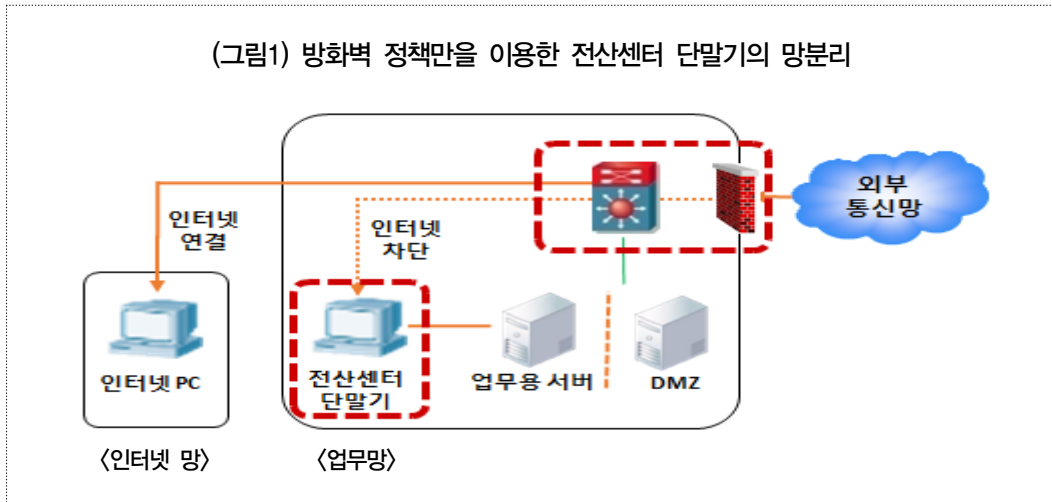 (그림1) 방화벽 정책만을 이용한 전산센터 단말기의 망분리
외부
통신망
인터넷
연결
인터넷
차단
인터넷 PC
전산센터
단말기
업무용 서버
DMZ
〈인터넷 망〉
〈업무망〉